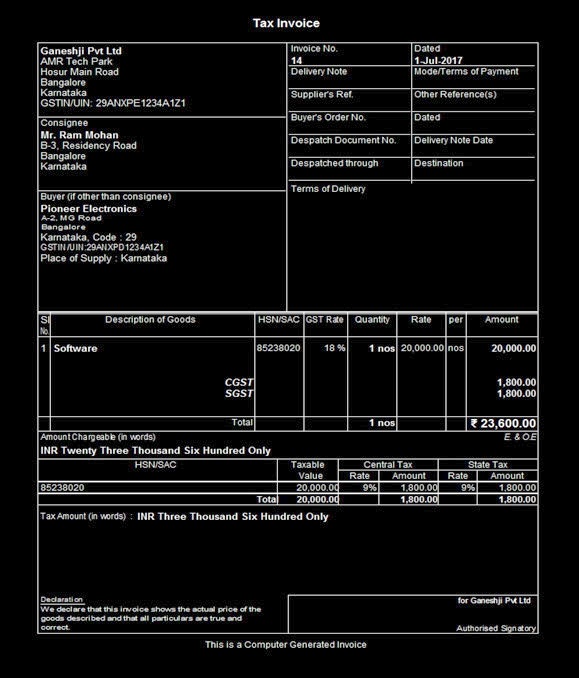 Tax Invoice
Ganeshji Pvt Ltd
AMR Tech Park
Hosur Main Road
Bangalore
Karnataka
GSTIN/UIN: 29ANXPE1234A1Z1
Invoice No.
14
Dated
1-Jul-2017
Delivery Note
Mode/Terms of Payment
Supplier's Ref.
Other Reference(s)
Consignee
Mr. Ram Mohan
B-3, Residency Road
Bangalore
Karnataka
Buyer's Order No.
Dated
Despatch Document No.
Delivery Note Date
Despatched through
Destination
Buyer (if other than consignee)
Pioneer Electronics
A-2, MG Road
Bangalore
Karnataka, Code : 29
GSTIN/UIN:29ANXPD1234A1Z1
Place of Supply : Karnataka
Terms of Delivery
Sl No. Description of Goods HSN/SAC GST Rate Quantity Rate per Amount
1 Software 85238020 18 % 1 nos 20,000.00 nos 20,000.00
CGST 1,800.00
SGST 1,800.00
Total 1 nos ₹ 23,600.00
Amount Chargeable (in words) E. & O.E
INR Twenty Three Thousand Six Hundred Only
HSN/SAC Taxable Central Tax State Tax
Value Rate Amount Rate Amount
85238020 20,000.00 9% 1,800.00 9% 1,800.00
Total 20,000.00 1,800.00 1,800.00
Tax Amount (in words) : INR Three Thousand Six Hundred Only
Declaration
We declare that this invoice shows the actual price of the
goods described and that all particulars are true and
correct.
for Ganeshji Pvt Ltd
Authorised Signatory
This is a Computer Generated Invoice